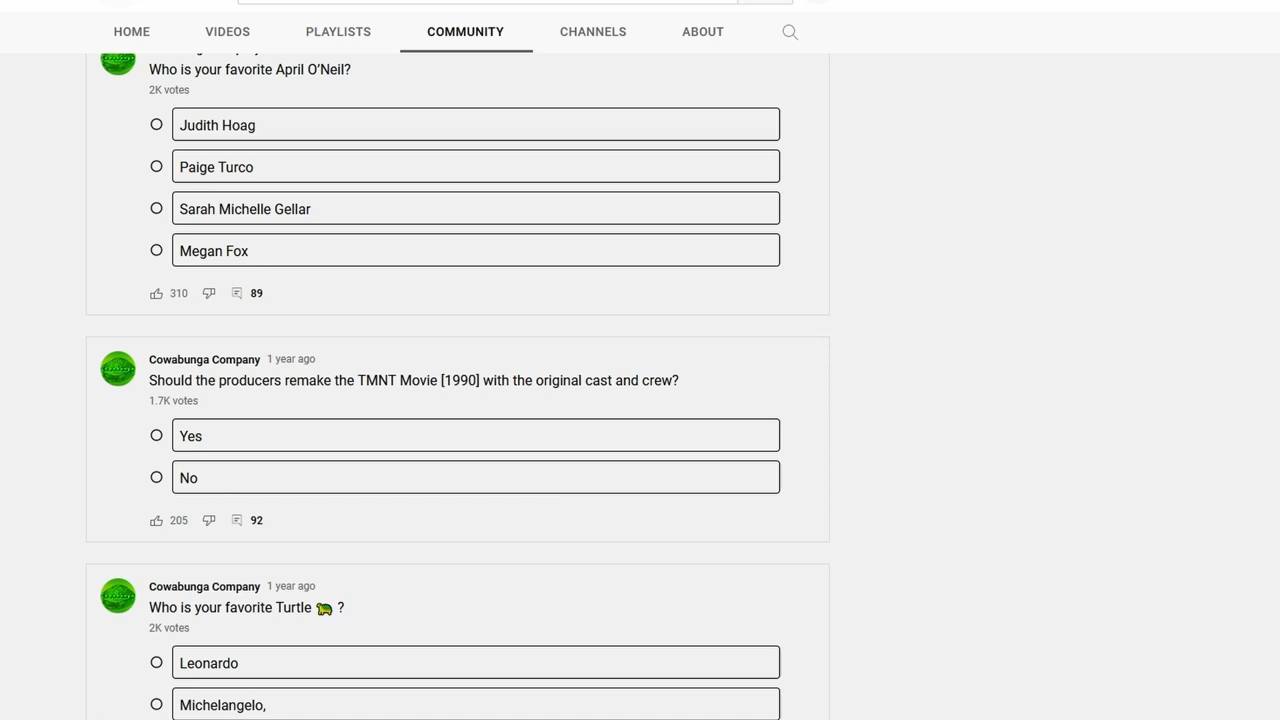 HOME VIDEOS PLAYLISTS COMMUNITY CHANNELS ABOUT
Who is your favorite April O’Neil?
2K votes
Judith Hoag
Paige Turco
Sarah Michelle Gellar
Megan Fox
310 89
Cowabunga Company 1 year ago
Should the producers remake the TMNT Movie [1990] with the original cast and crew?
1.7K votes
Yes
No
205 92
Cowabunga Company 1 year ago
Who is your favorite Turtle 🐢 ?
2K votes
Leonardo
Michelangelo,